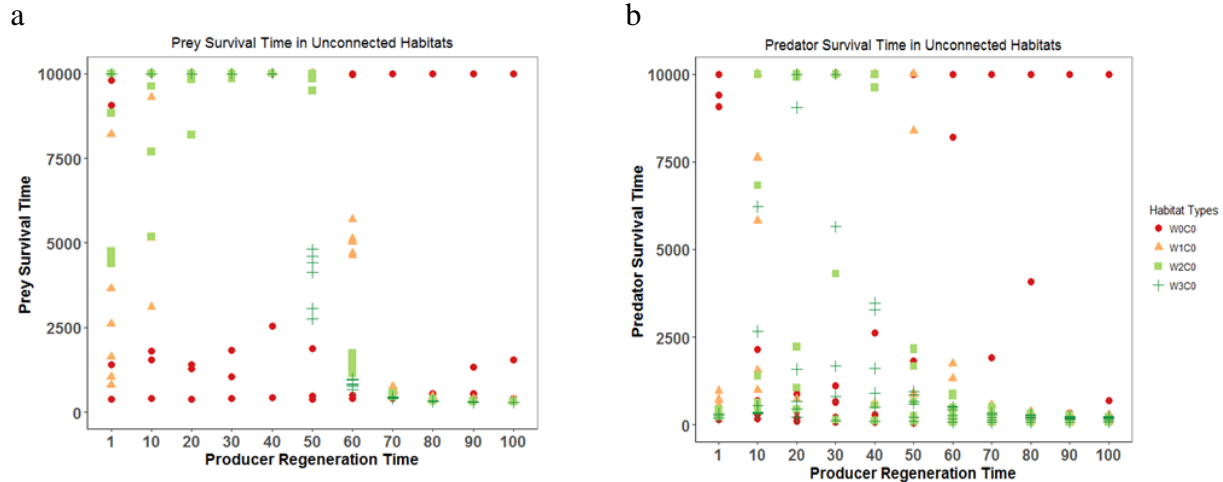 a
Prey Survival Time in Unconnected Habitats
10000
7500
5000
2500
0
Prey Survival Time
1 10 20 30 40 50 60 70 80 90 100
Producer Regeneration Time
b
Predator Survival Time in Unconnected Habitats
10000
7500
5000
2500
0
Predator Survival Time
1 10 20 30 40 50 60 70 80 90 100
Producer Regeneration Time
Habitat Types
W0C0
W1C0
W2C0
W3C0